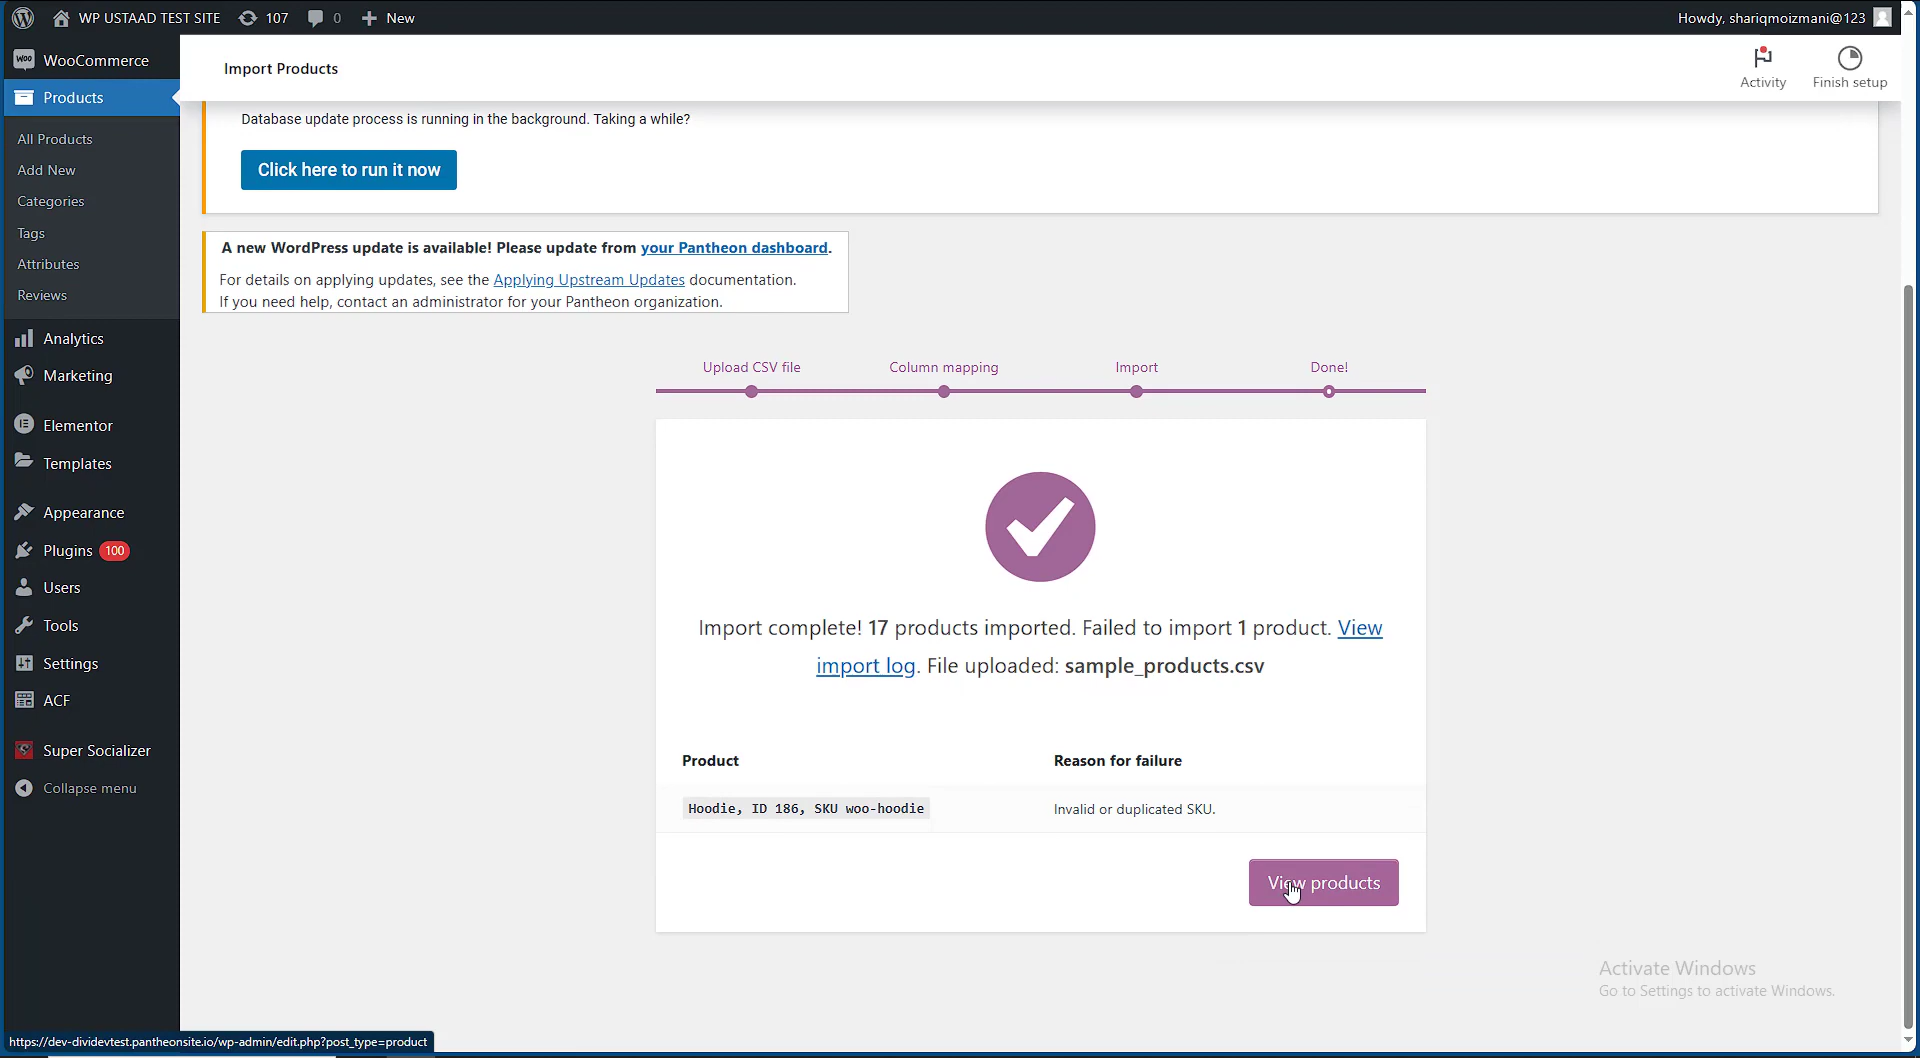 WP USTAAD TEST SITE 107 0 New Howdy, shariqmoizmani@123
WooCommerce
Products
All Products
Add New
Categories
Tags
Attributes
Reviews
Analytics
Marketing
Elementor
Templates
Appearance
Plugins 100
Users
Tools
Settings
ACF
Super Socializer
Collapse menu
Import Products
Activity
Finish setup
Database update process is running in the background. Taking a while?
Click here to run it now
A new WordPress update is available! Please update from your Pantheon dashboard.
For details on applying updates, see the Applying Upstream Updates documentation.
If you need help, contact an administrator for your Pantheon organization.
Upload CSV file Column mapping Import Done!
Import complete! 17 products imported. Failed to import 1 product. View
import log. File uploaded: sample_products.csv
Product Reason for failure
Hoodie, ID 186, SKU woo-hoodie Invalid or duplicated SKU.
View products
Activate Windows
Go to Settings to activate Windows.
https://dev-dividevtest.pantheonsite.io/wp-admin/edit.php?post_type=product